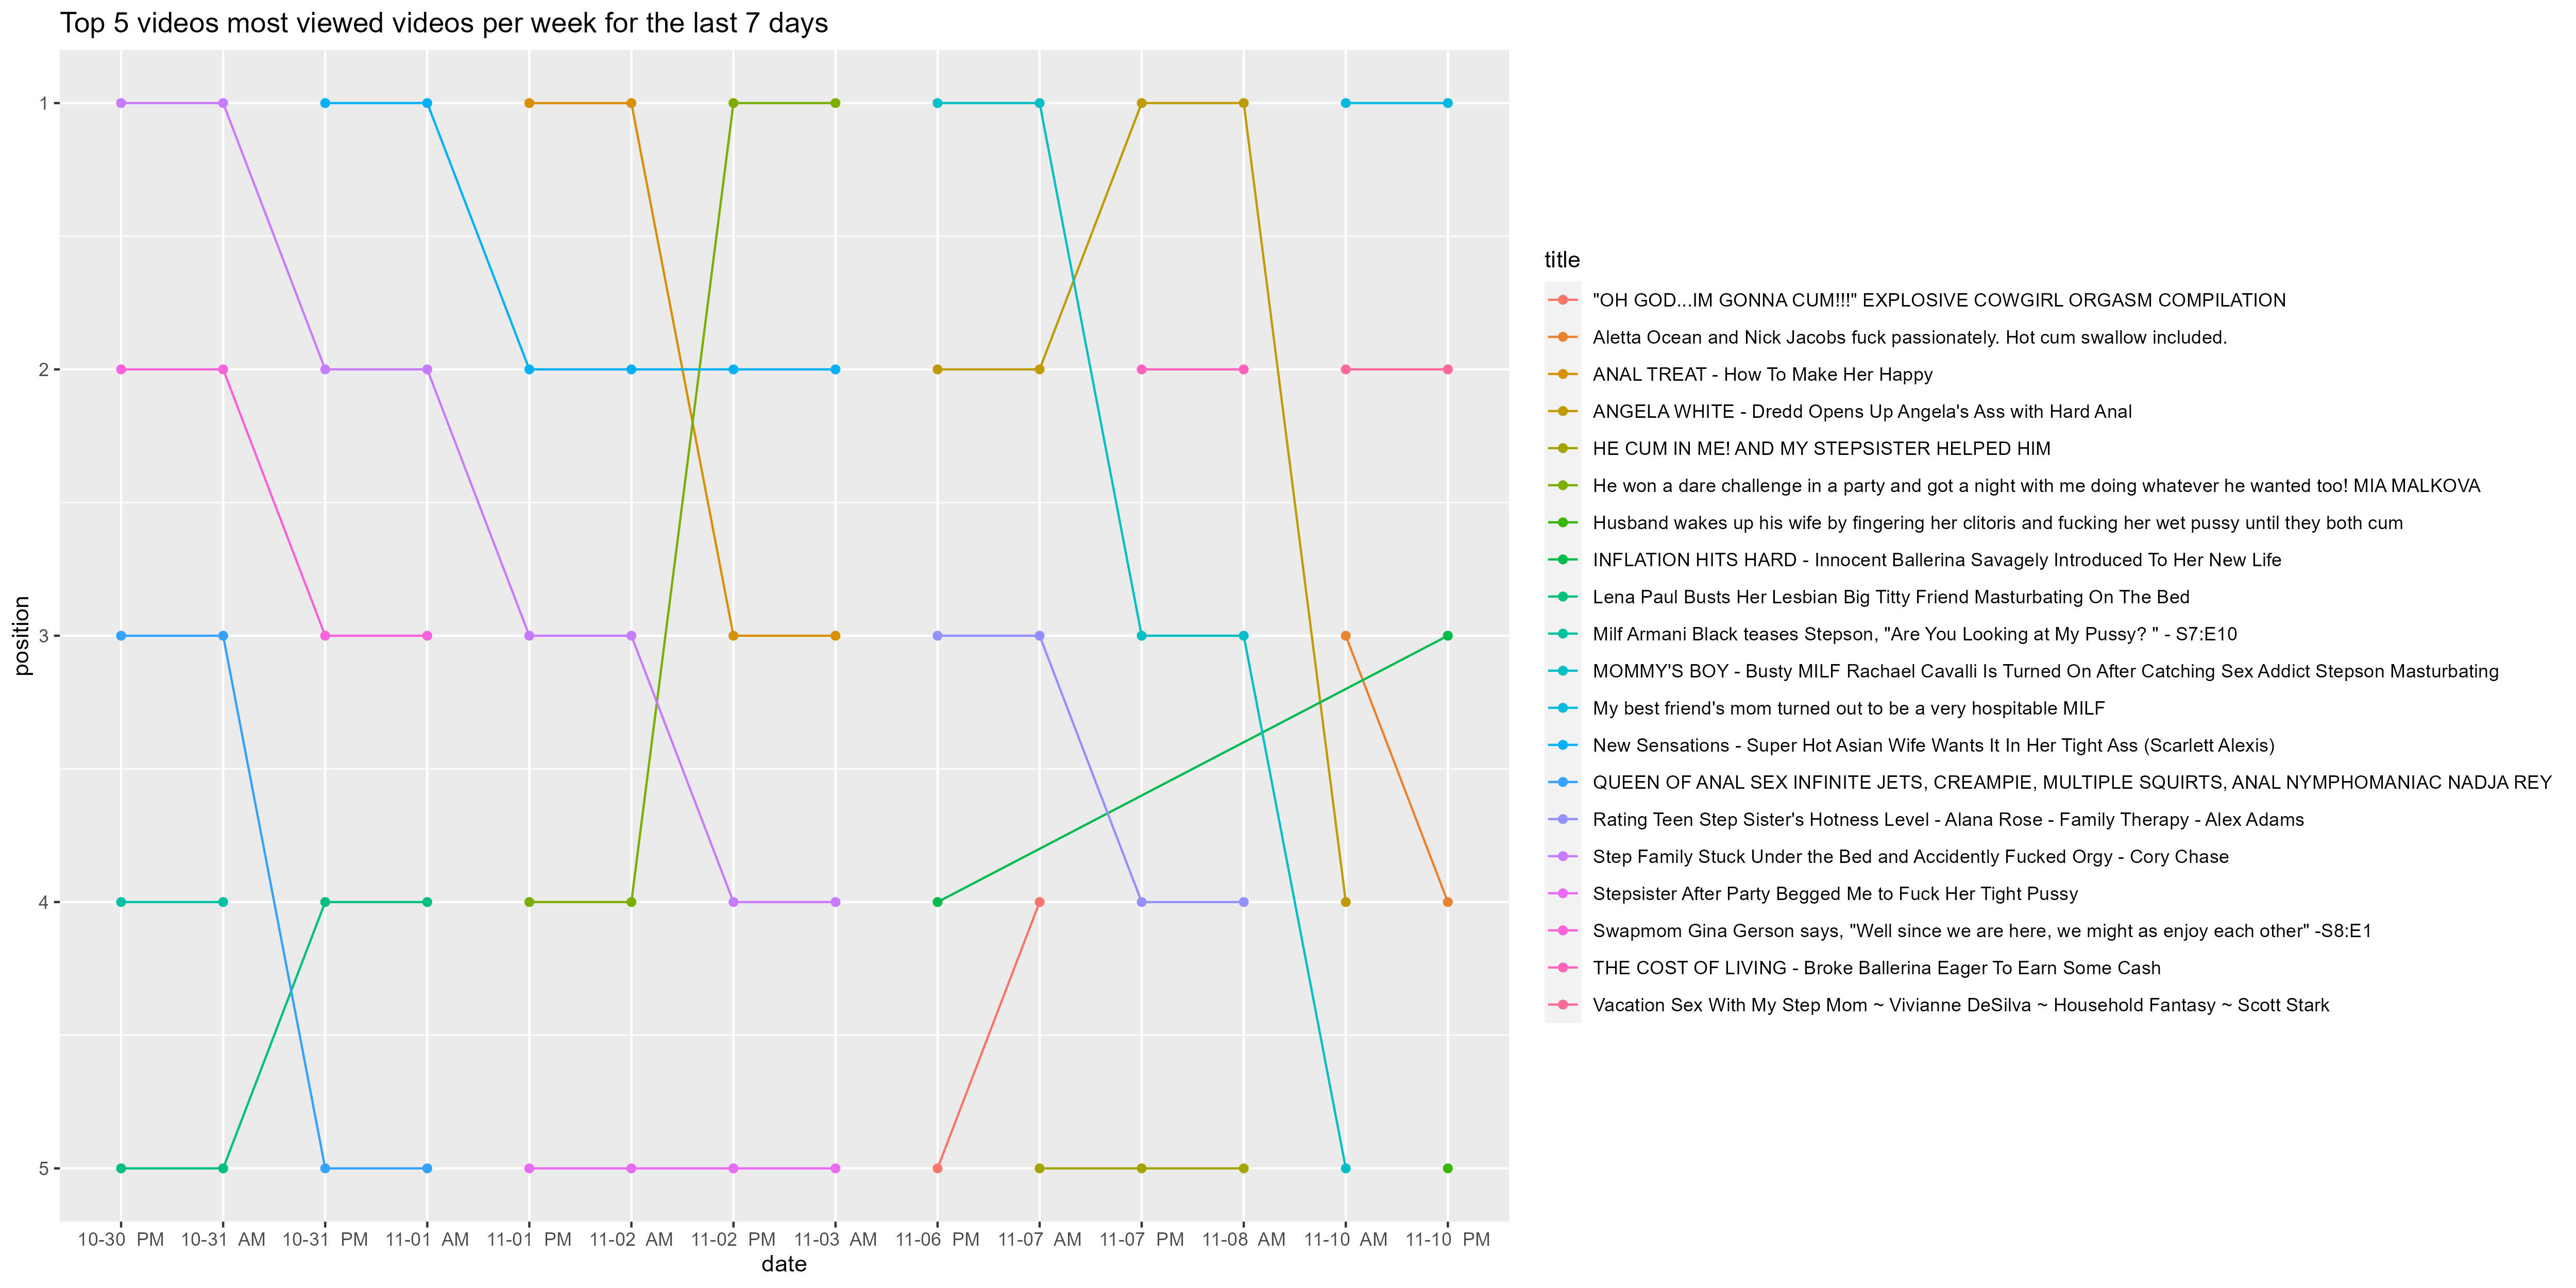 Top 5 videos most viewed videos per week for the last 7 days
position
1
2
3
4
5
10-30 PM
10-31 AM
10-31 PM
11-01 AM
11-01 PM
11-02 AM
11-02 PM
11-03 AM
11-06 PM
11-07 AM
11-07 PM
11-08 AM
11-10 AM
11-10 PM
date
title
"OH GOD...IM GONNA CUM!!!" EXPLOSIVE COWGIRL ORGASM COMPILATION
Aletta Ocean and Nick Jacobs fuck passionately. Hot cum swallow included.
ANAL TREAT - How To Make Her Happy
ANGELA WHITE - Dredd Opens Up Angela's Ass with Hard Anal
HE CUM IN ME! AND MY STEPSISTER HELPED HIM
He won a dare challenge in a party and got a night with me doing whatever he wanted too! MIA MALKOVA
Husband wakes up his wife by fingering her clitoris and fucking her wet pussy until they both cum
INFLATION HITS HARD - Innocent Ballerina Savagely Introduced To Her New Life
Lena Paul Busts Her Lesbian Big Titty Friend Masturbating On The Bed
Milf Armani Black teases Stepson, "Are You Looking at My Pussy? " - S7:E10
MOMMY'S BOY - Busty MILF Rachael Cavalli Is Turned On After Catching Sex Addict Stepson Masturbating
My best friend's mom turned out to be a very hospitable MILF
New Sensations - Super Hot Asian Wife Wants It In Her Tight Ass (Scarlett Alexis)
QUEEN OF ANAL SEX INFINITE JETS, CREAMPIE, MULTIPLE SQUIRTS, ANAL NYMPHOMANIAC NADJA REY
Rating Teen Step Sister's Hotness Level - Alana Rose - Family Therapy - Alex Adams
Step Family Stuck Under the Bed and Accidently Fucked Orgy - Cory Chase
Stepsister After Party Begged Me to Fuck Her Tight Pussy
Swapmom Gina Gerson says, "Well since we are here, we might as enjoy each other" -S8:E1
THE COST OF LIVING - Broke Ballerina Eager To Earn Some Cash
Vacation Sex With My Step Mom ~ Vivianne DeSilva ~ Household Fantasy ~ Scott Stark